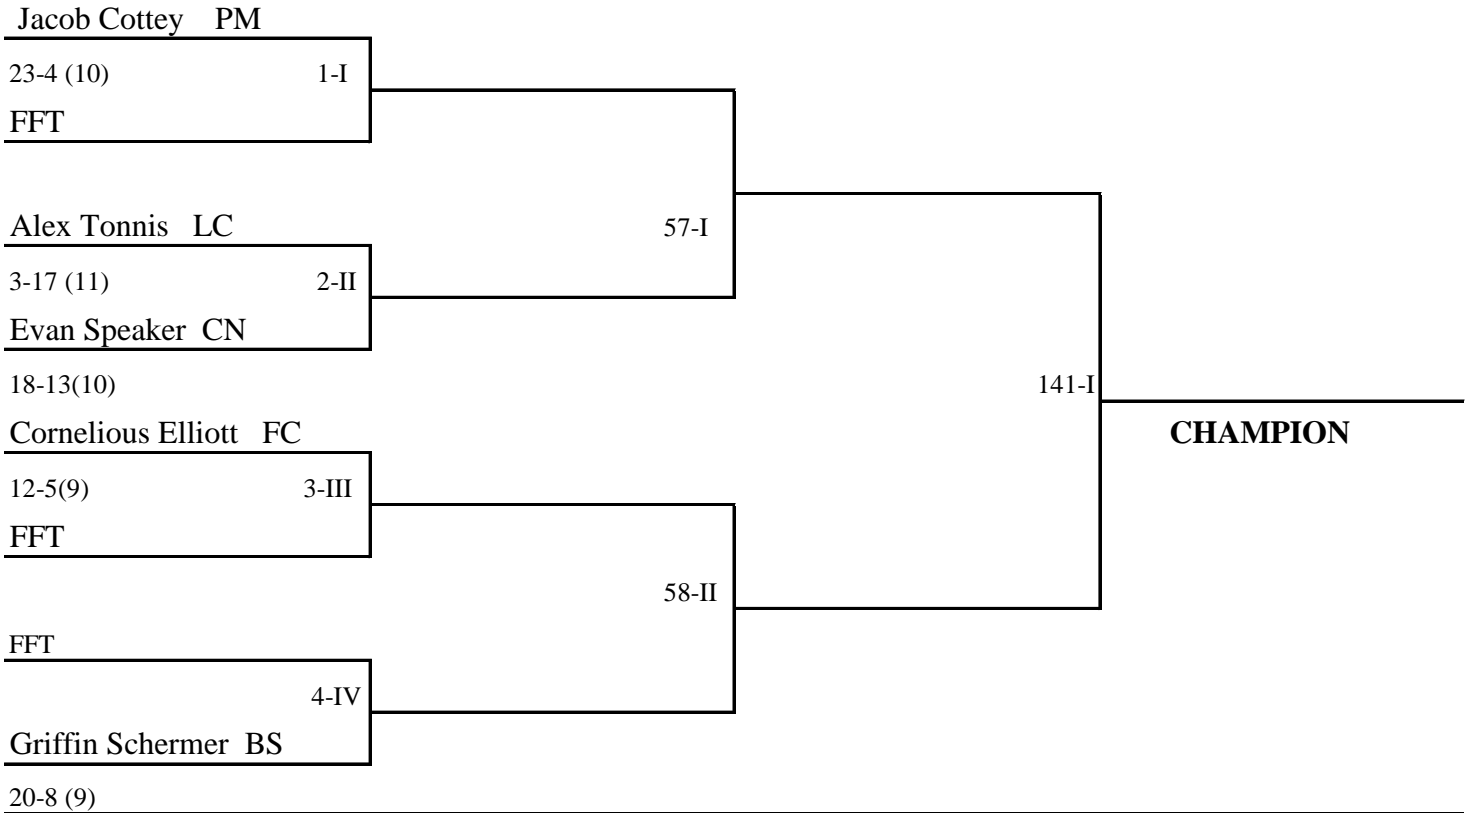 Jacob Cottey PM
23-4 (10) 1-I
FFT
Alex Tonnis LC
57-I
3-17 (11) 2-II
Evan Speaker CN
18-13(10)
141-I
Cornelious Elliott FC
CHAMPION
12-5(9) 3-III
FFT
58-II
FFT
4-IV
Griffin Schermer BS
20-8 (9)